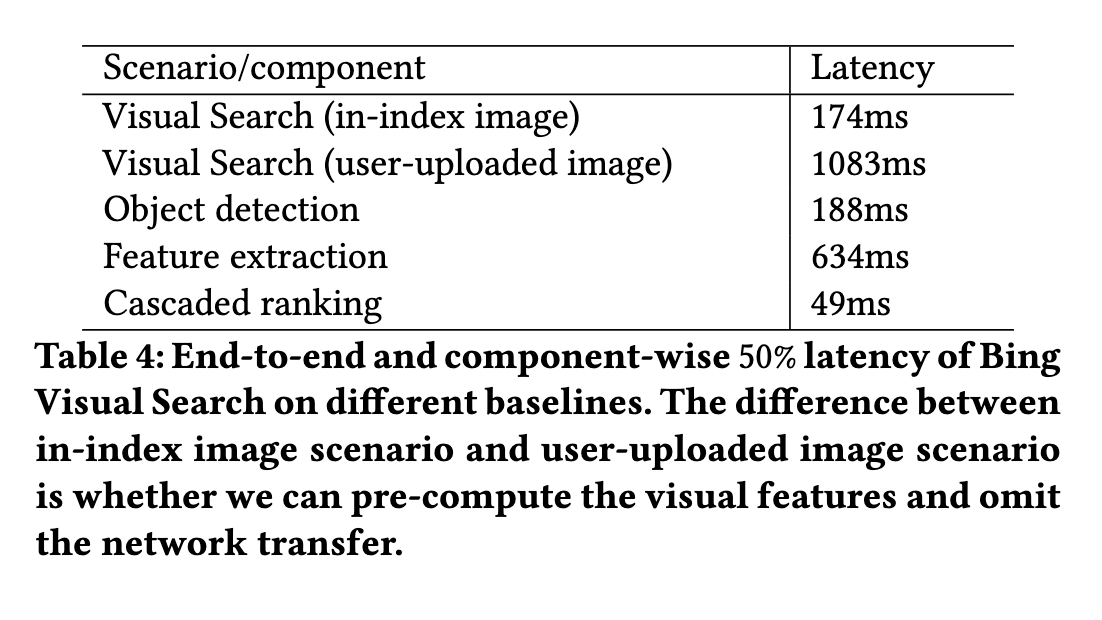 Scenario/component Latency
Visual Search (in-index image) 174ms
Visual Search (user-uploaded image) 1083ms
Object detection 188ms
Feature extraction 634ms
Cascaded ranking 49ms
Table 4: End-to-end and component-wise 50% latency of Bing
Visual Search on different baselines. The difference between
in-index image scenario and user-uploaded image scenario
is whether we can pre-compute the visual features and omit
the network transfer.